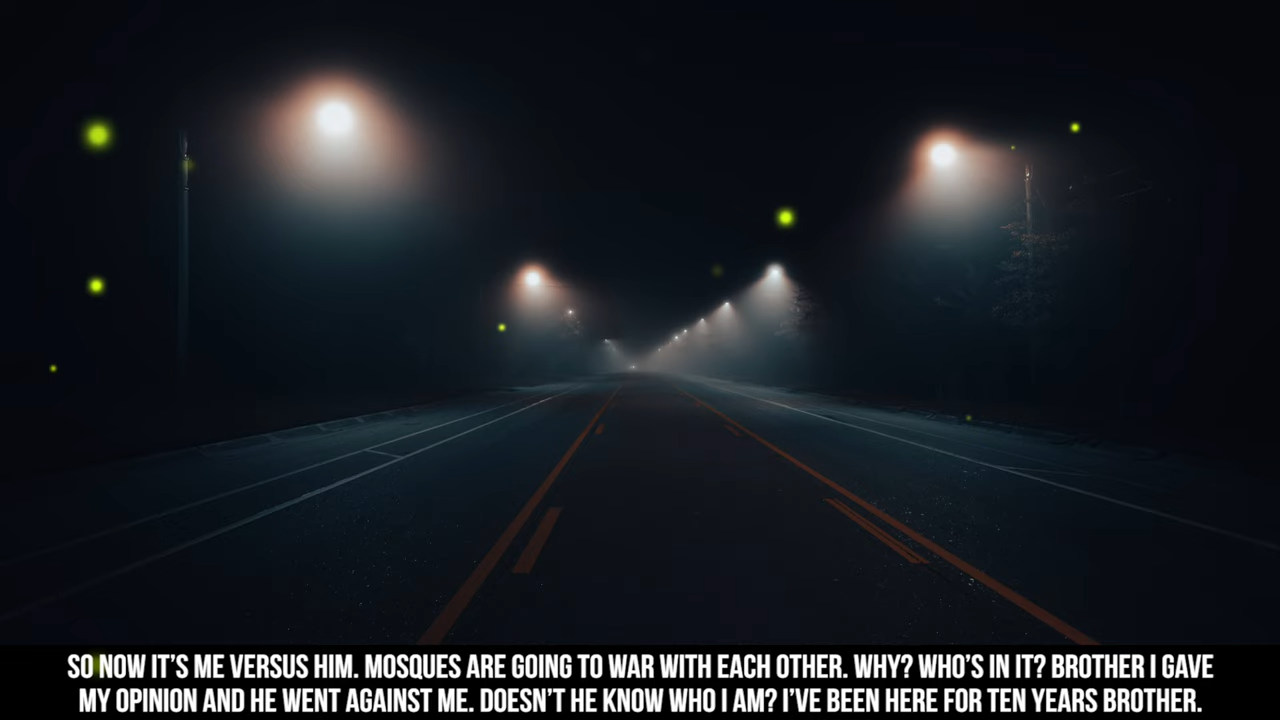 SO NOW IT'S ME VERSUS HIM. MOSQUES ARE GOING TO WAR WITH EACH OTHER. WHY? WHO'S IN IT? BROTHER I GAVE
MY OPINION AND HE WENT AGAINST ME. DOESN'T HE KNOW WHO I AM? I'VE BEEN HERE FOR TEN YEARS BROTHER.